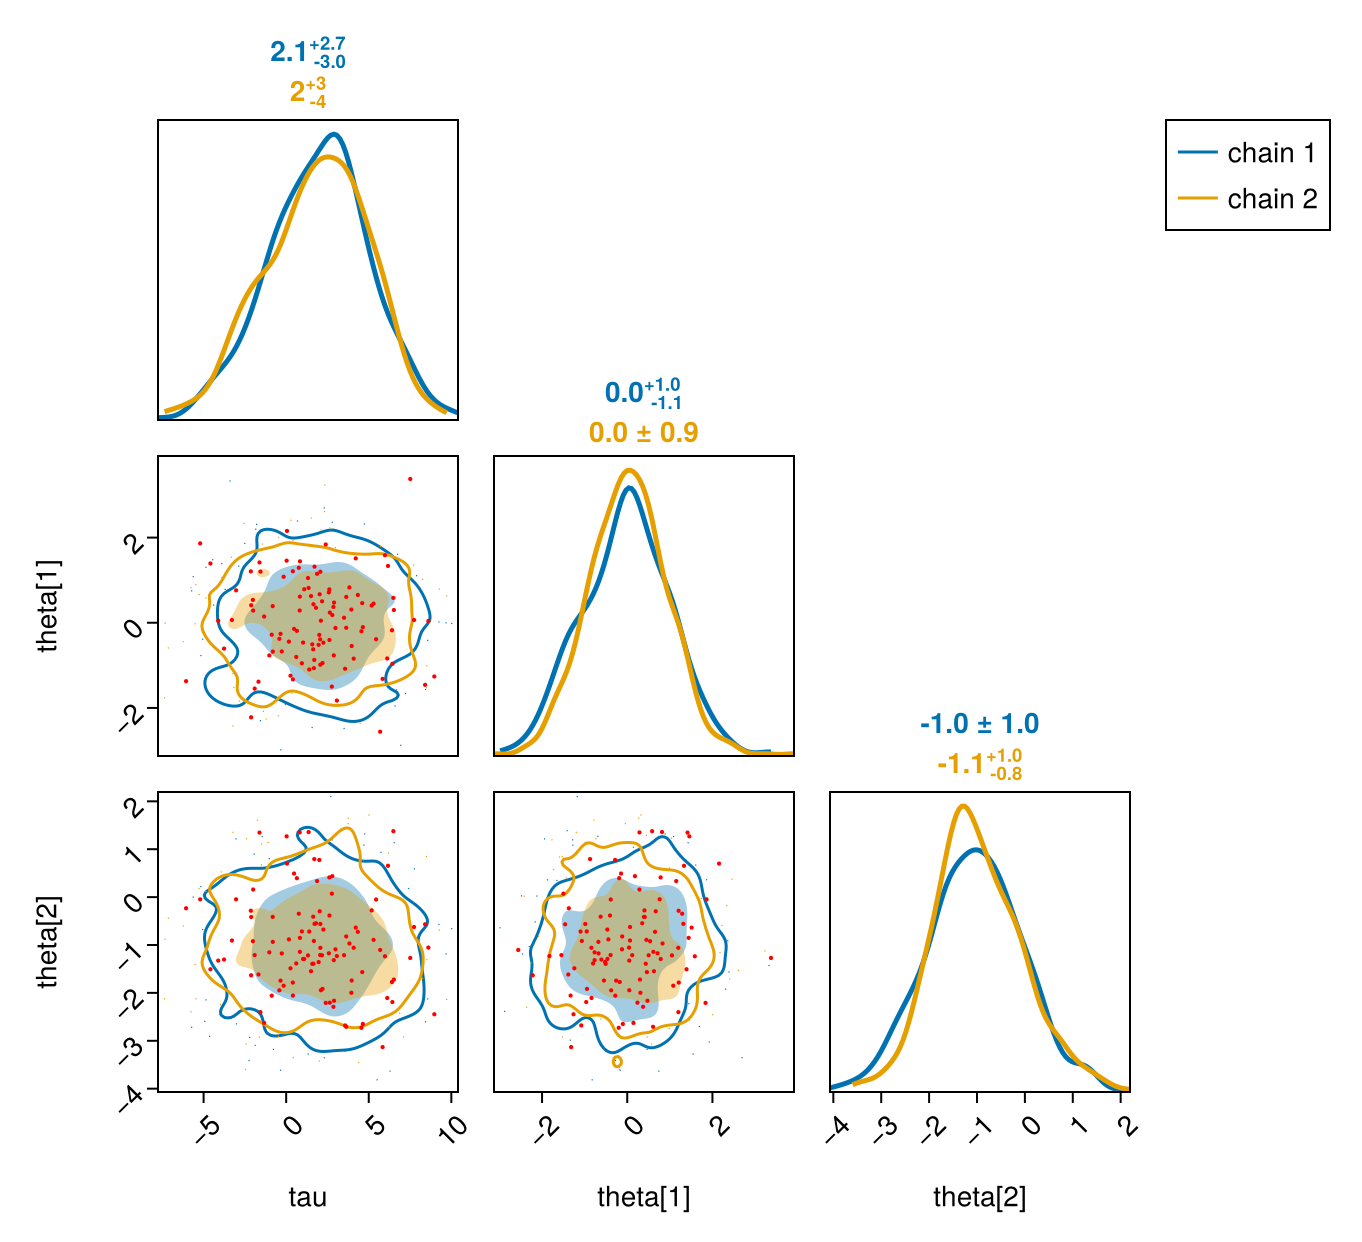 2.1+2.7-3.0
2+3-4
chain 1
chain 2
0.0+1.0-1.1
0.0 ± 0.9
theta[1]
2
0
−2
-1.0 ± 1.0
-1.1+1.0-0.8
theta[2]
2
1
0
−1
−2
−3
−4
−5 0 5 10
−2 0 2
−4 −3 −2 −1 0 1 2
tau theta[1] theta[2]